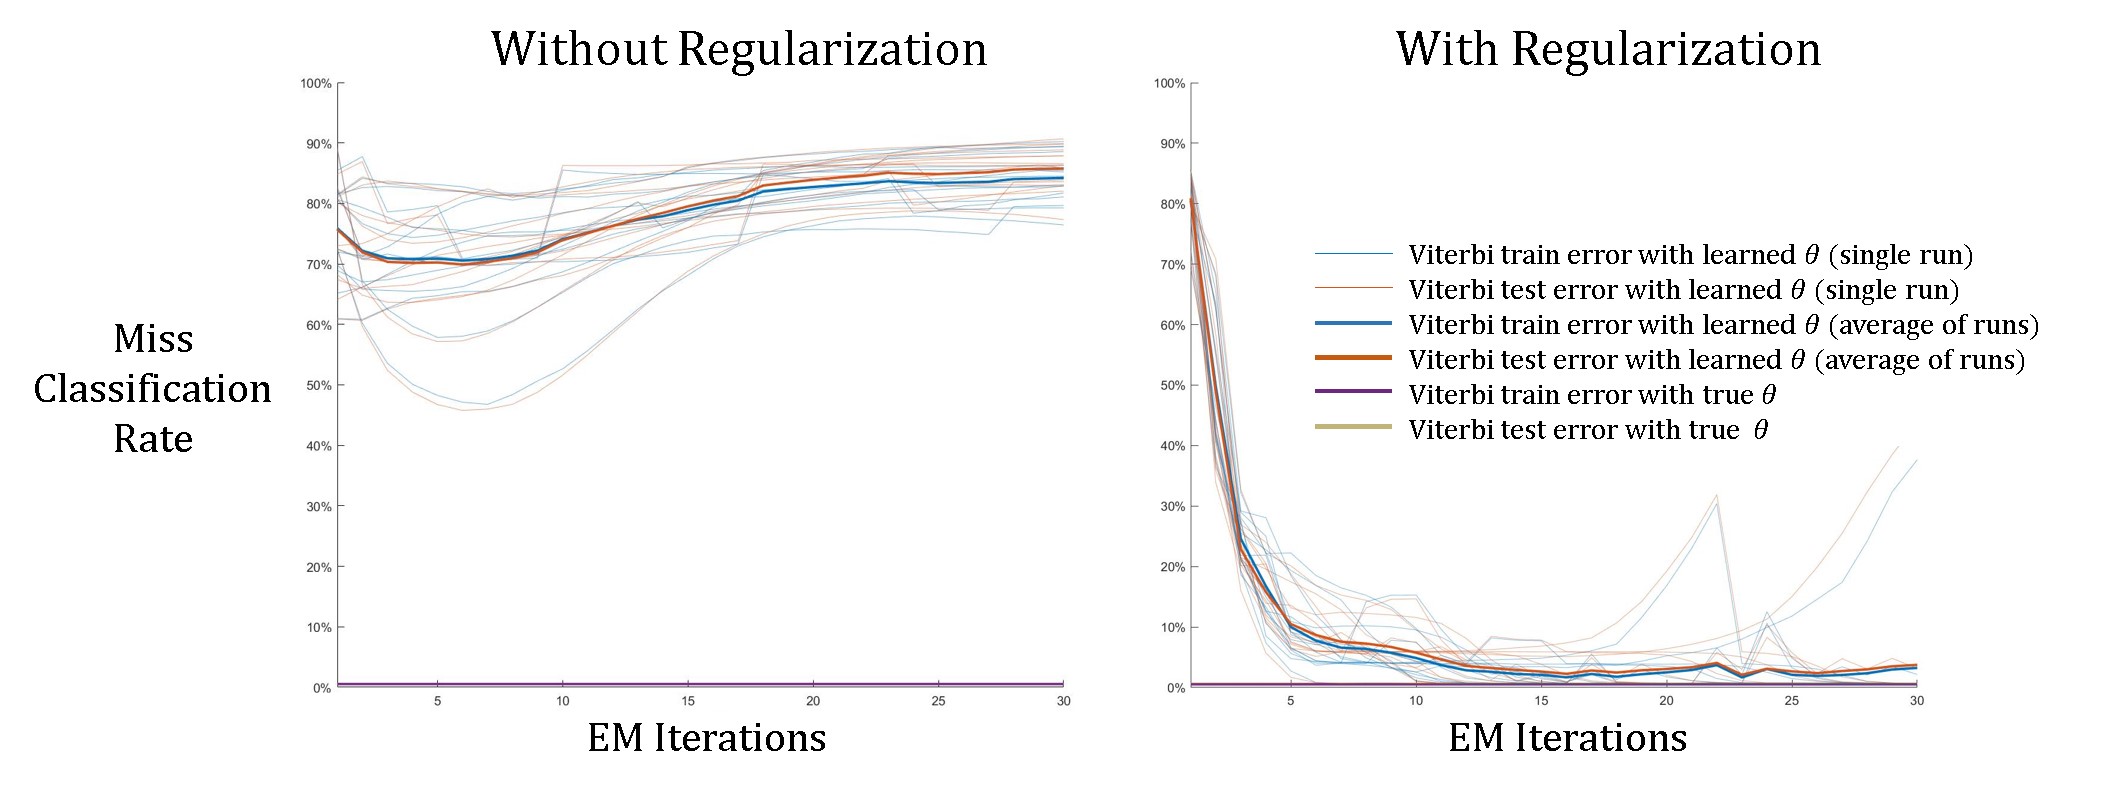 Without Regularization
With Regularization
100%
90%
80%
70%
60%
50%
40%
30%
20%
10%
0%
5
10
15
20
25
30
EM Iterations
Miss
Classification
Rate
100%
90%
80%
70%
60%
50%
40%
30%
20%
10%
0%
5
10
15
20
25
30
EM Iterations
Viterbi train error with learned θ (single run)
Viterbi test error with learned θ (single run)
Viterbi train error with learned θ (average of runs)
Viterbi test error with learned θ (average of runs)
Viterbi train error with true θ
Viterbi test error with true θ